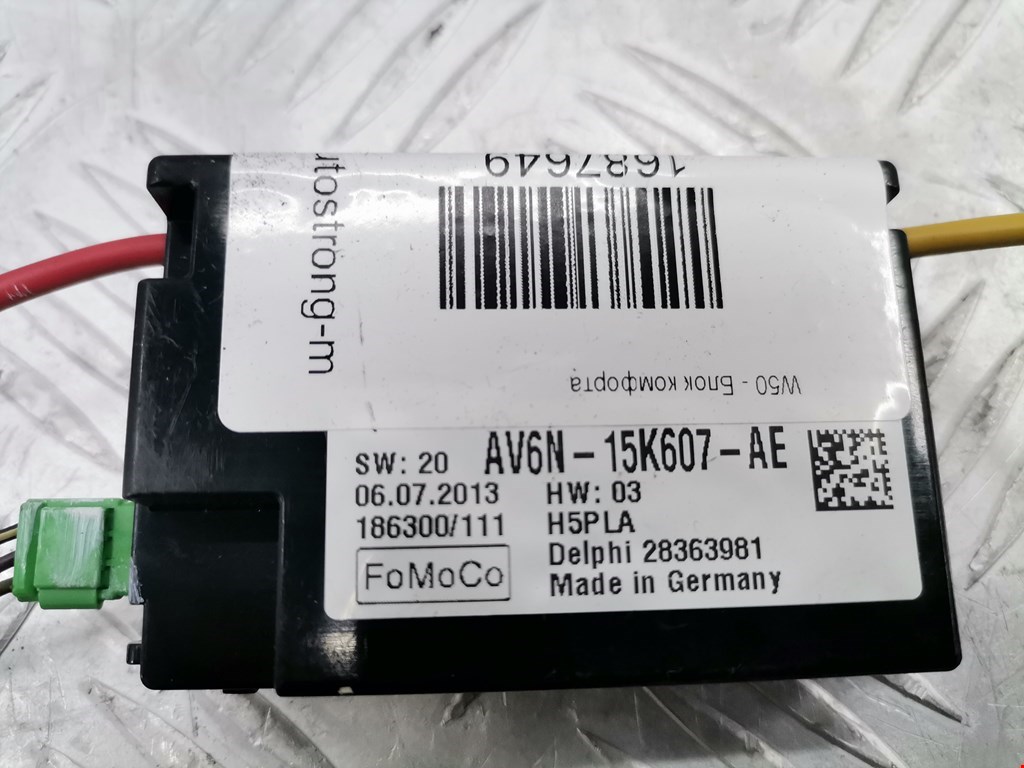 1687649
utostrong-m
W50 - Блок комфорта
SW: 20 AV6N-15K607-AE
06.07.2013 HW: 03
186300/111 H5PLA
FoMoCo Delphi 28363981
Made in Germany